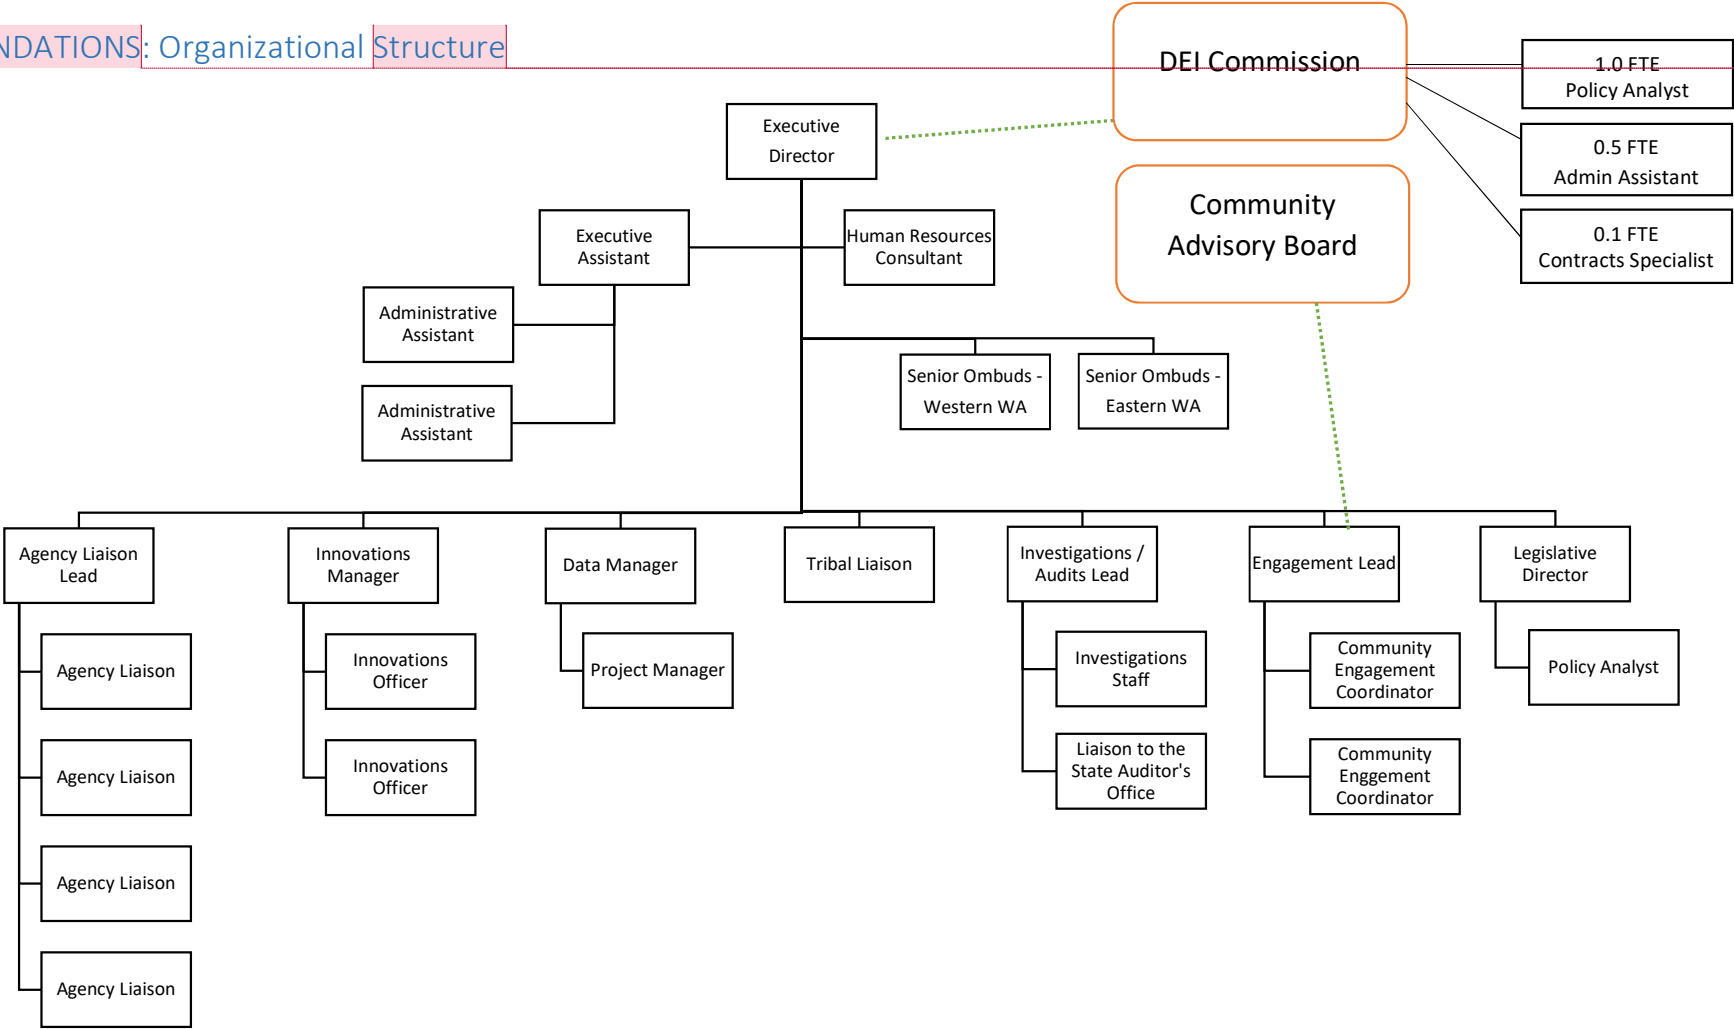 NDATIONS: Organizational Structure
DEI Commission
1.0 FTE
Policy Analyst
0.5 FTE
Admin Assistant
0.1 FTE
Contracts Specialist
Community
Advisory Board
Executive
Director
Executive
Assistant
Human Resources
Consultant
Administrative
Assistant
Administrative
Assistant
Senior Ombuds -
Western WA
Senior Ombuds -
Eastern WA
Agency Liaison
Lead
Agency Liaison
Agency Liaison
Agency Liaison
Agency Liaison
Innovations
Manager
Innovations
Officer
Innovations
Officer
Data Manager
Project Manager
Tribal Liaison
Investigations /
Audits Lead
Investigations
Staff
Liaison to the
State Auditor's
Office
Engagement Lead
Community
Engagement
Coordinator
Community
Enggement
Coordinator
Legislative
Director
Policy Analyst